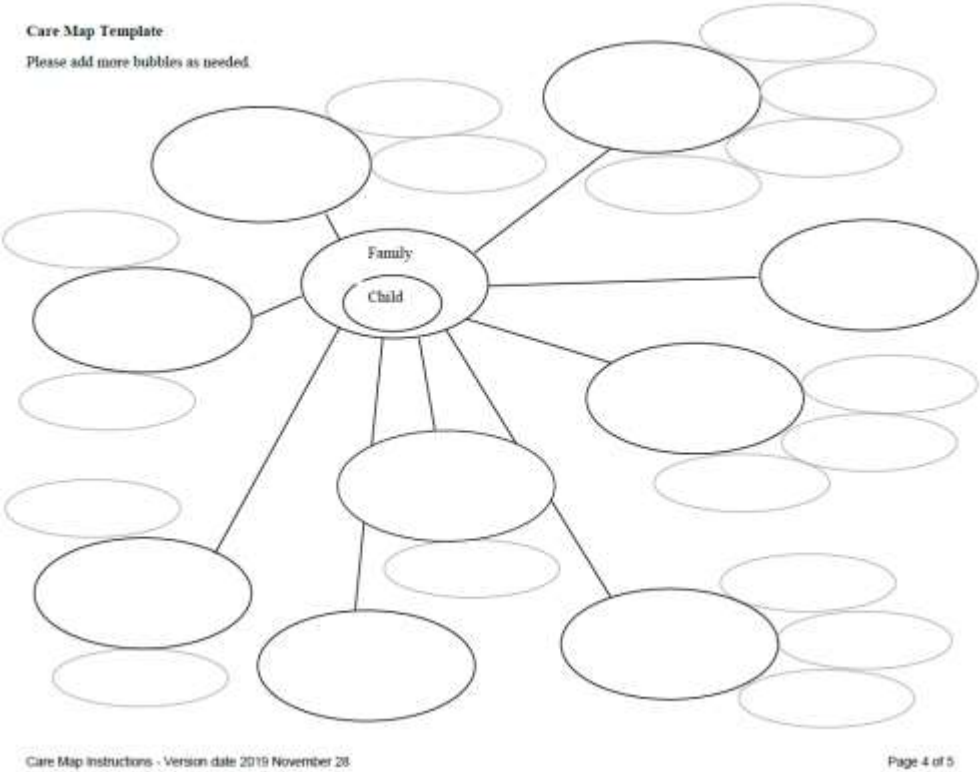 Care Map Template
Please add more bubbles as needed.
Family
Child
Care Map Instructions - Version date 2019 November 28
Page 4 of 5